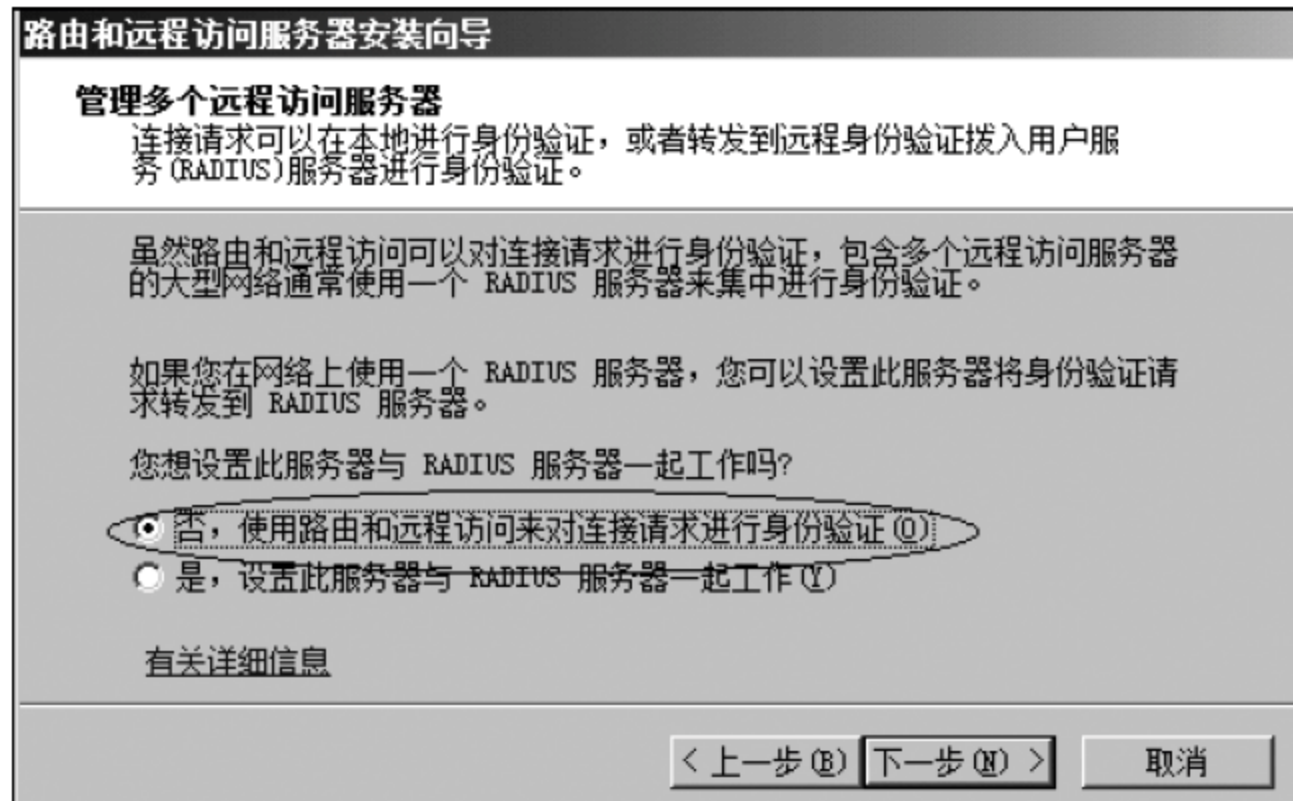 路由和远程访问服务器安装向导
管理多个远程访问服务器
连接请求可以在本地进行身份验证，或者转发到远程身份验证拨入用户服
务(RADIUS)服务器进行身份验证。
虽然路由和远程访问可以对连接请求进行身份验证，包含多个远程访问服务器
的大型网络通常使用一个 RADIUS 服务器来集中进行身份验证。
如果您在网络上使用一个 RADIUS 服务器，您可以设置此服务器将身份验证请
求转发到 RADIUS 服务器。
您想设置此服务器与 RADIUS 服务器一起工作吗?
否，使用路由和远程访问来对连接请求进行身份验证(O)
是，设置此服务器与 RADIUS 服务器一起工作(Y)
有关详细信息
< 上一步(B) 下一步(N) > 取消